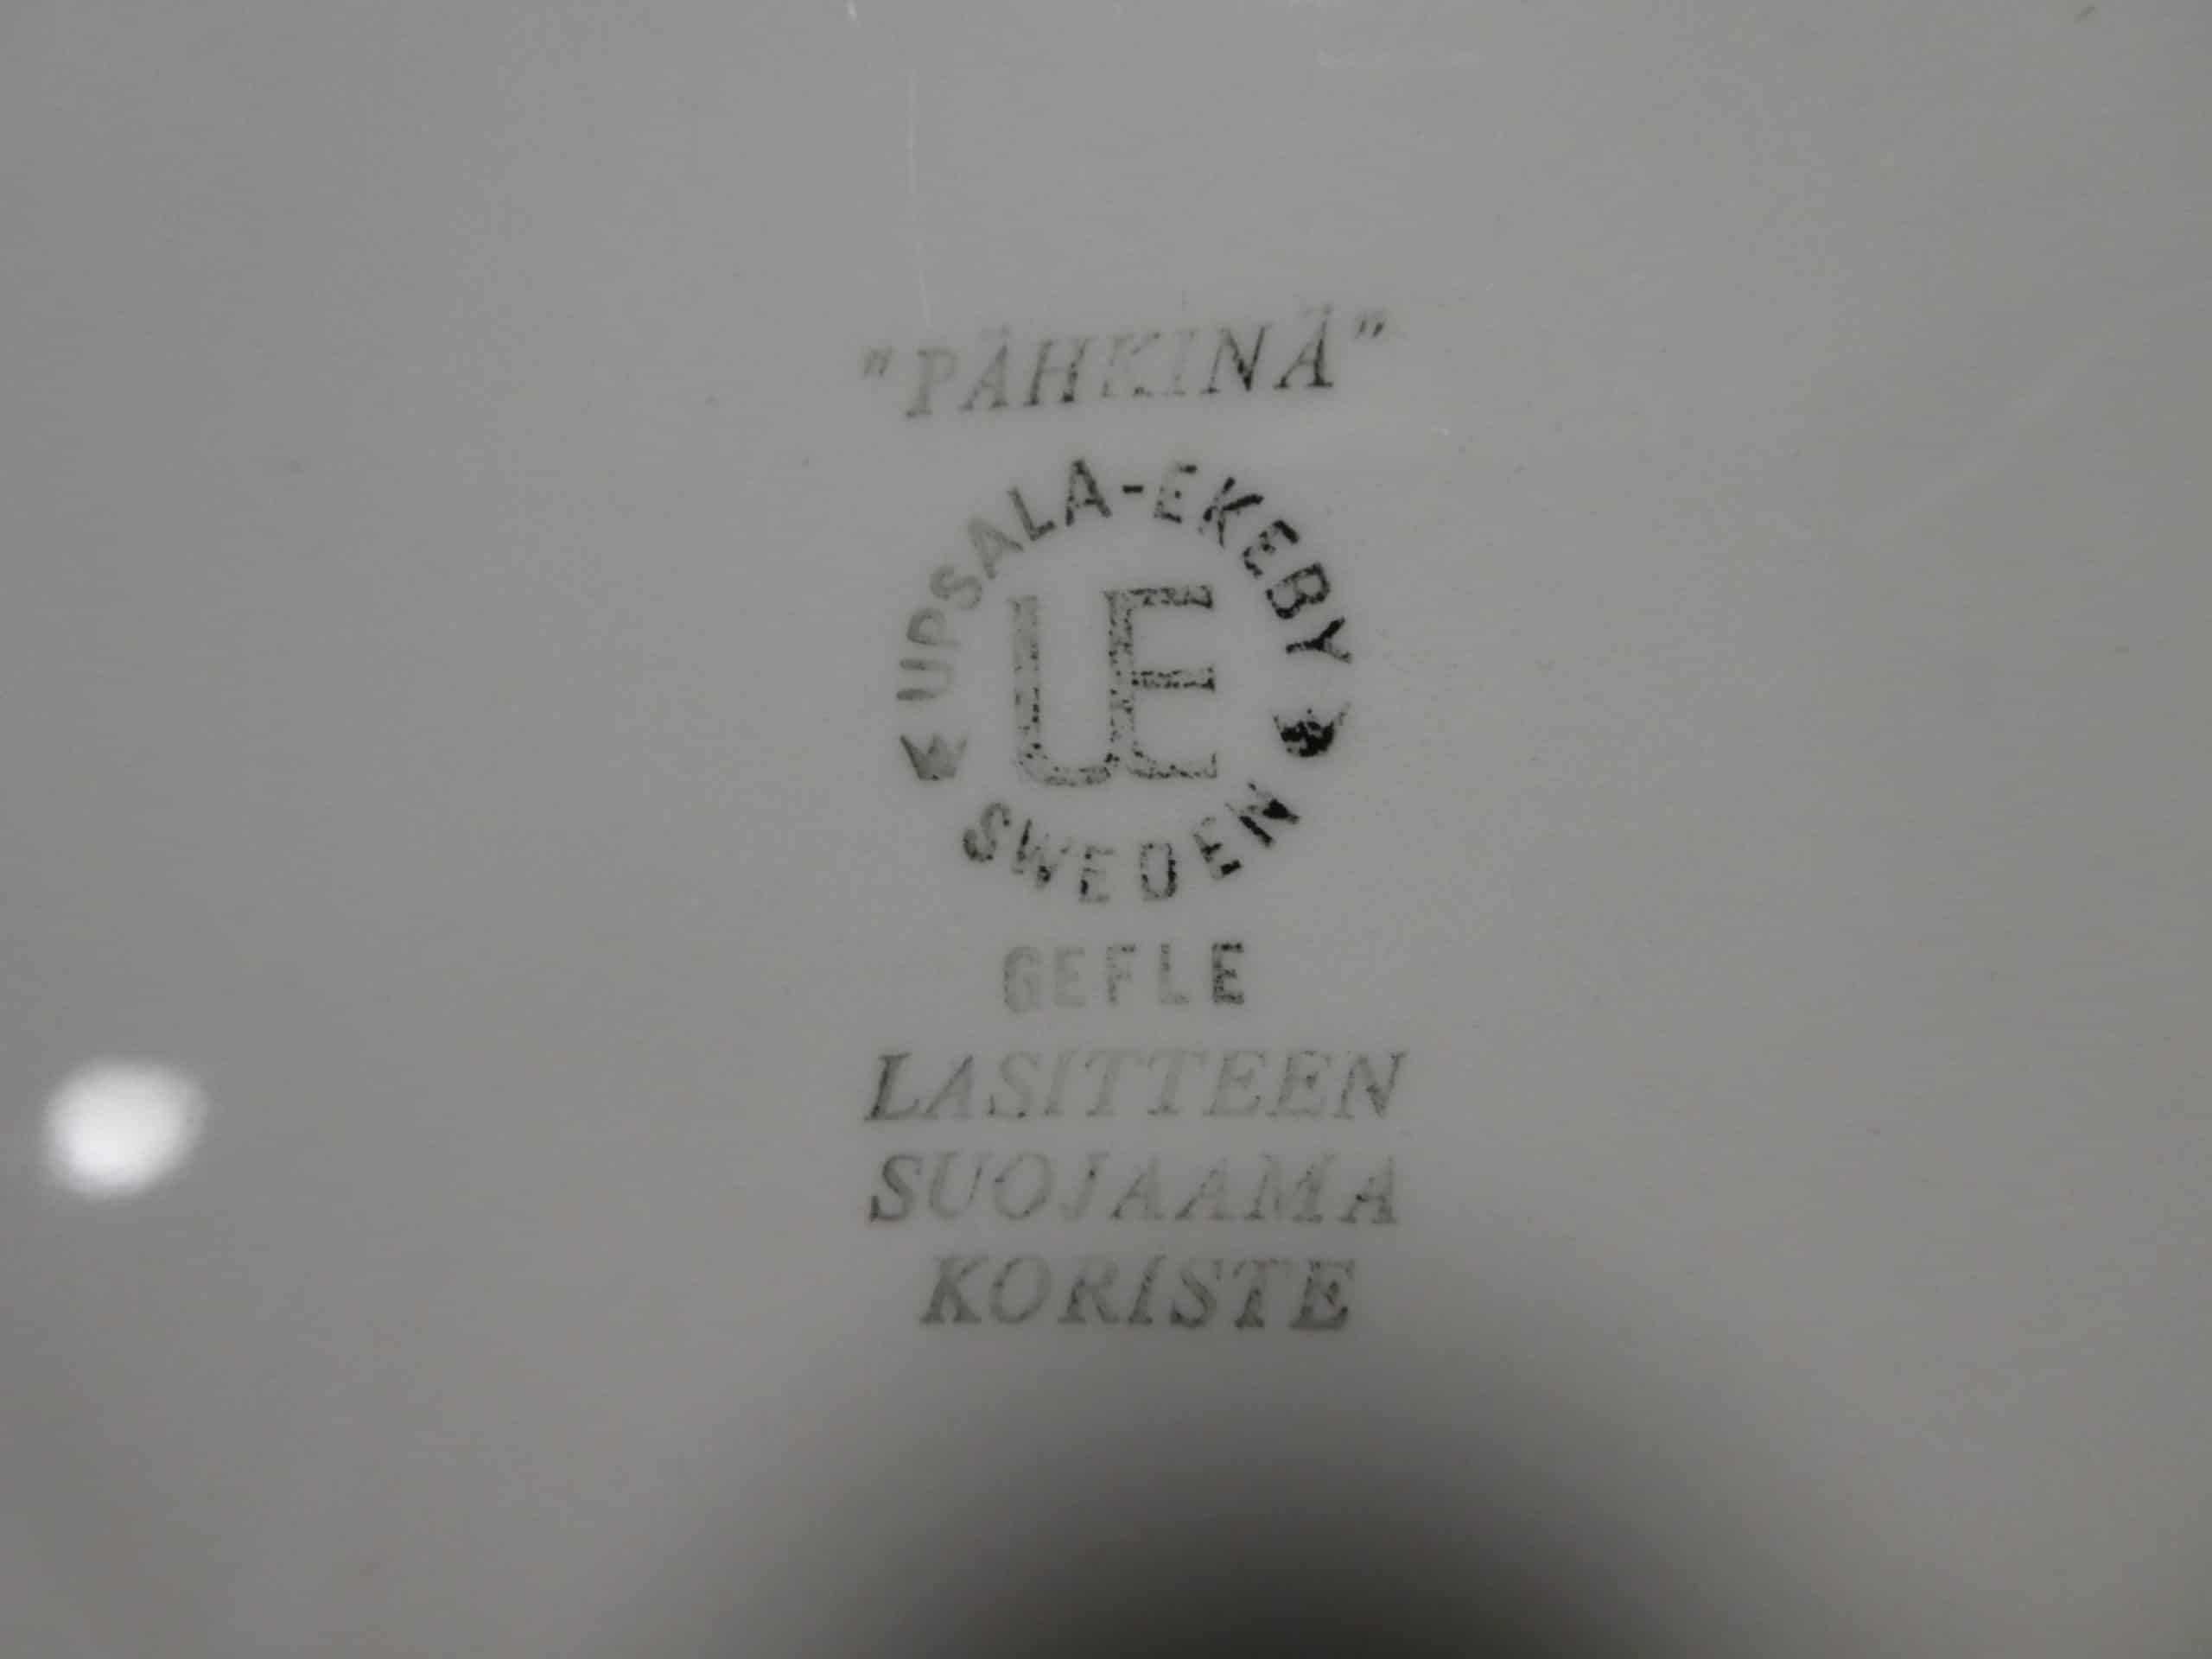 "PÄHKINÄ"
UPSALA-EKEBY
UE
SWEDEN
GEFLE
LASITTEEN
SUOJAAMA
KORISTE